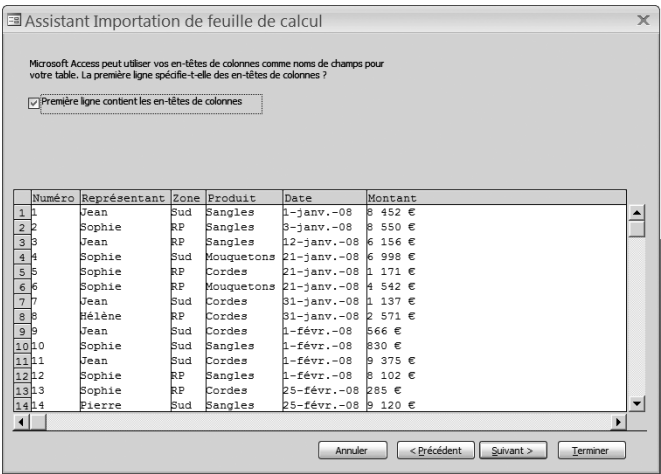 Assistant Importation de feuille de calcul
Microsoft Access peut utiliser vos en-têtes de colonnes comme noms de champs pour
votre table. La première ligne spécifie-t-elle des en-têtes de colonnes ?
Première ligne contient les en-têtes de colonnes
Numéro Représentant Zone Produit Date Montant
1 1 Jean Sud Sangles 1-janv.-08 8 452 €
2 2 Sophie RP Sangles 3-janv.-08 8 550 €
3 3 Jean RP Sangles 12-janv.-08 6 156 €
4 4 Sophie Sud Mouquetons 21-janv.-08 6 998 €
5 5 Sophie RP Cordes 21-janv.-08 1 171 €
6 6 Sophie RP Mouquetons 21-janv.-08 4 542 €
7 7 Jean Sud Cordes 31-janv.-08 1 137 €
8 8 Hélène RP Cordes 31-janv.-08 2 571 €
9 9 Jean Sud Cordes 1-févr.-08 566 €
10 10 Sophie Sud Sangles 1-févr.-08 830 €
11 11 Jean Sud Cordes 1-févr.-08 9 375 €
12 12 Sophie RP Sangles 1-févr.-08 8 102 €
13 13 Sophie RP Cordes 25-févr.-08 285 €
14 14 Pierre Sud Sangles 25-févr.-08 9 120 €
Annuler < Précédent Suivant > Terminer